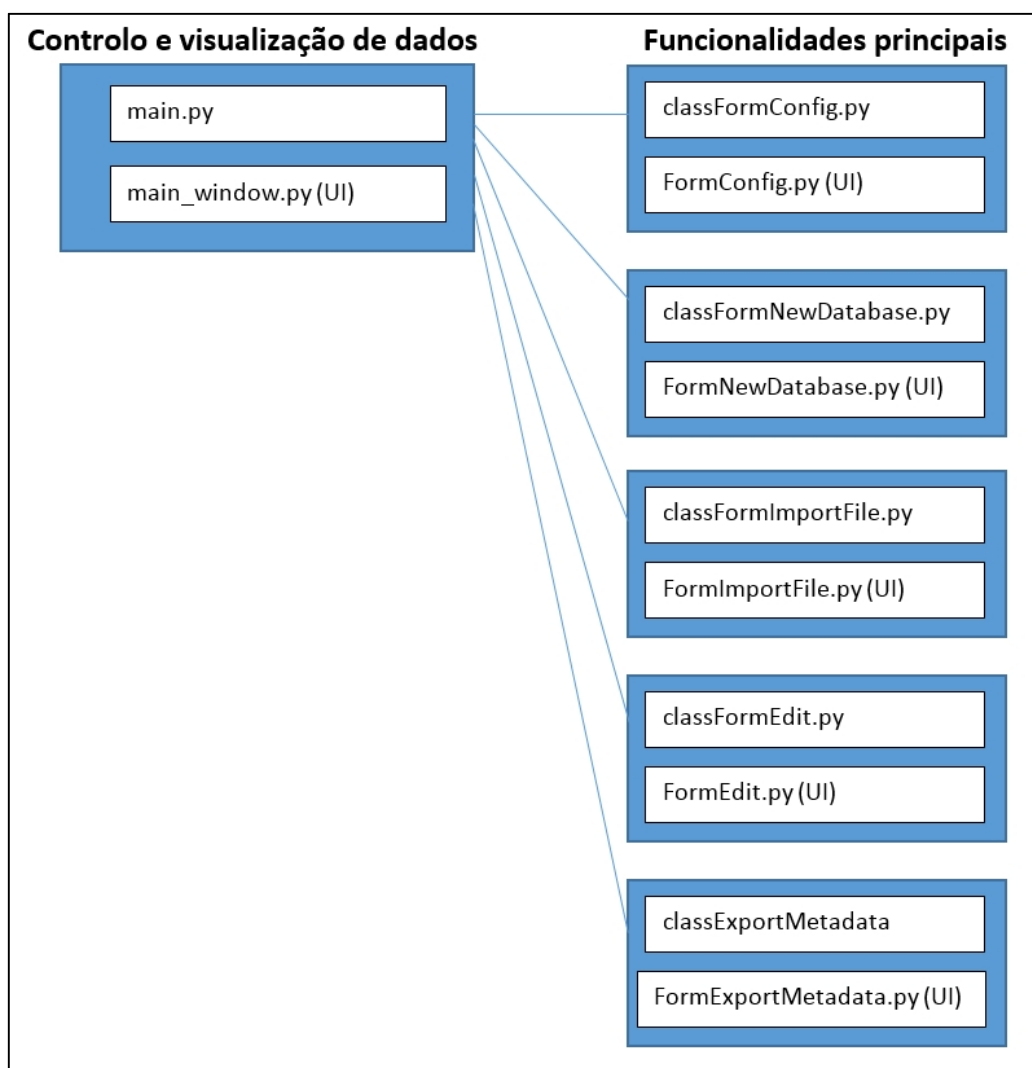 Controlo e visualização de dados
main.py
main_window.py (UI)
Funcionalidades principais
classFormConfig.py
FormConfig.py (UI)
classFormNewDatabase.py
FormNewDatabase.py (UI)
classFormImportFile.py
FormImportFile.py (UI)
classFormEdit.py
FormEdit.py (UI)
classExportMetadata
FormExportMetadata.py (UI)